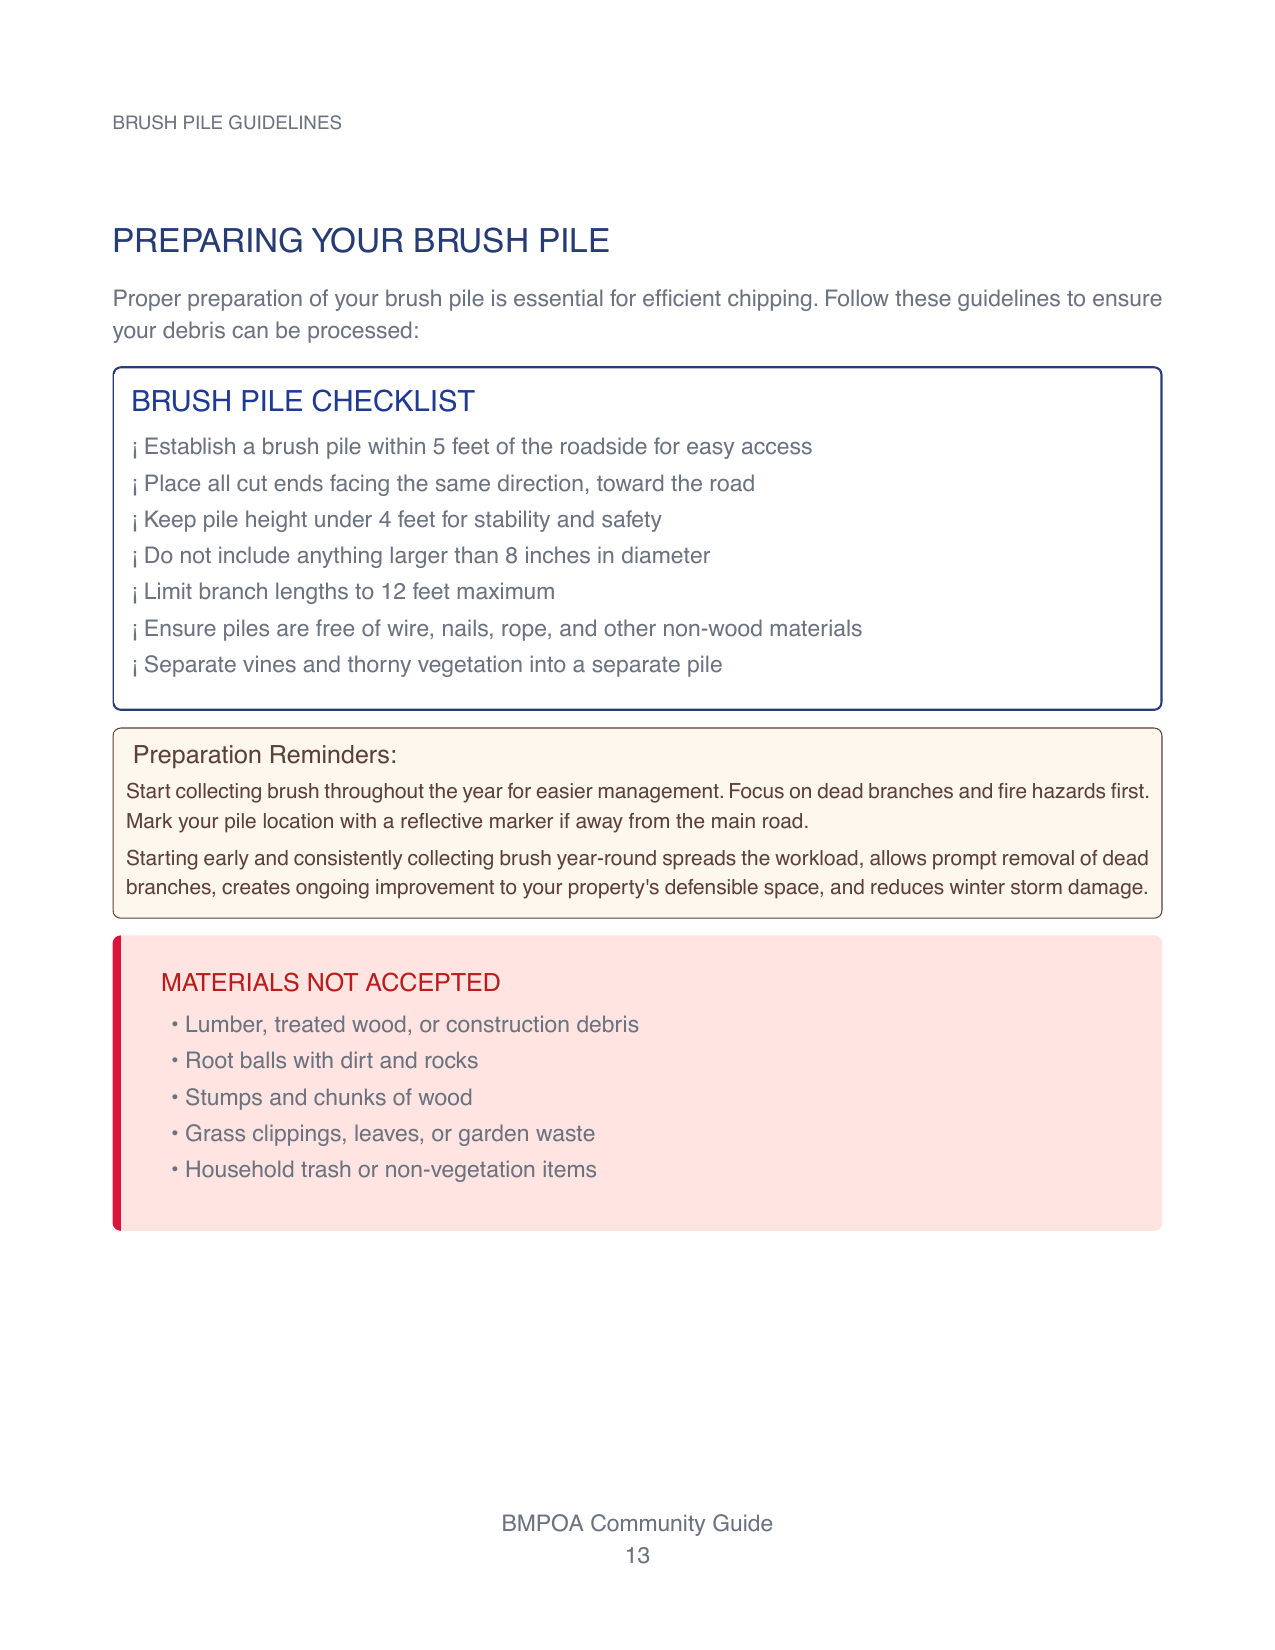 BRUSH PILE GUIDELINES
PREPARING YOUR BRUSH PILE
Proper preparation of your brush pile is essential for efficient chipping. Follow these guidelines to ensure
your debris can be processed:
BRUSH PILE CHECKLIST
¡ Establish a brush pile within 5 feet of the roadside for easy access
¡ Place all cut ends facing the same direction, toward the road
¡ Keep pile height under 4 feet for stability and safety
¡ Do not include anything larger than 8 inches in diameter
¡ Limit branch lengths to 12 feet maximum
¡ Ensure piles are free of wire, nails, rope, and other non-wood materials
¡ Separate vines and thorny vegetation into a separate pile
Preparation Reminders:
Start collecting brush throughout the year for easier management. Focus on dead branches and fire hazards first.
Mark your pile location with a reflective marker if away from the main road.
Starting early and consistently collecting brush year-round spreads the workload, allows prompt removal of dead
branches, creates ongoing improvement to your property's defensible space, and reduces winter storm damage.
MATERIALS NOT ACCEPTED
• Lumber, treated wood, or construction debris
• Root balls with dirt and rocks
• Stumps and chunks of wood
• Grass clippings, leaves, or garden waste
• Household trash or non-vegetation items
BMPOA Community Guide
13